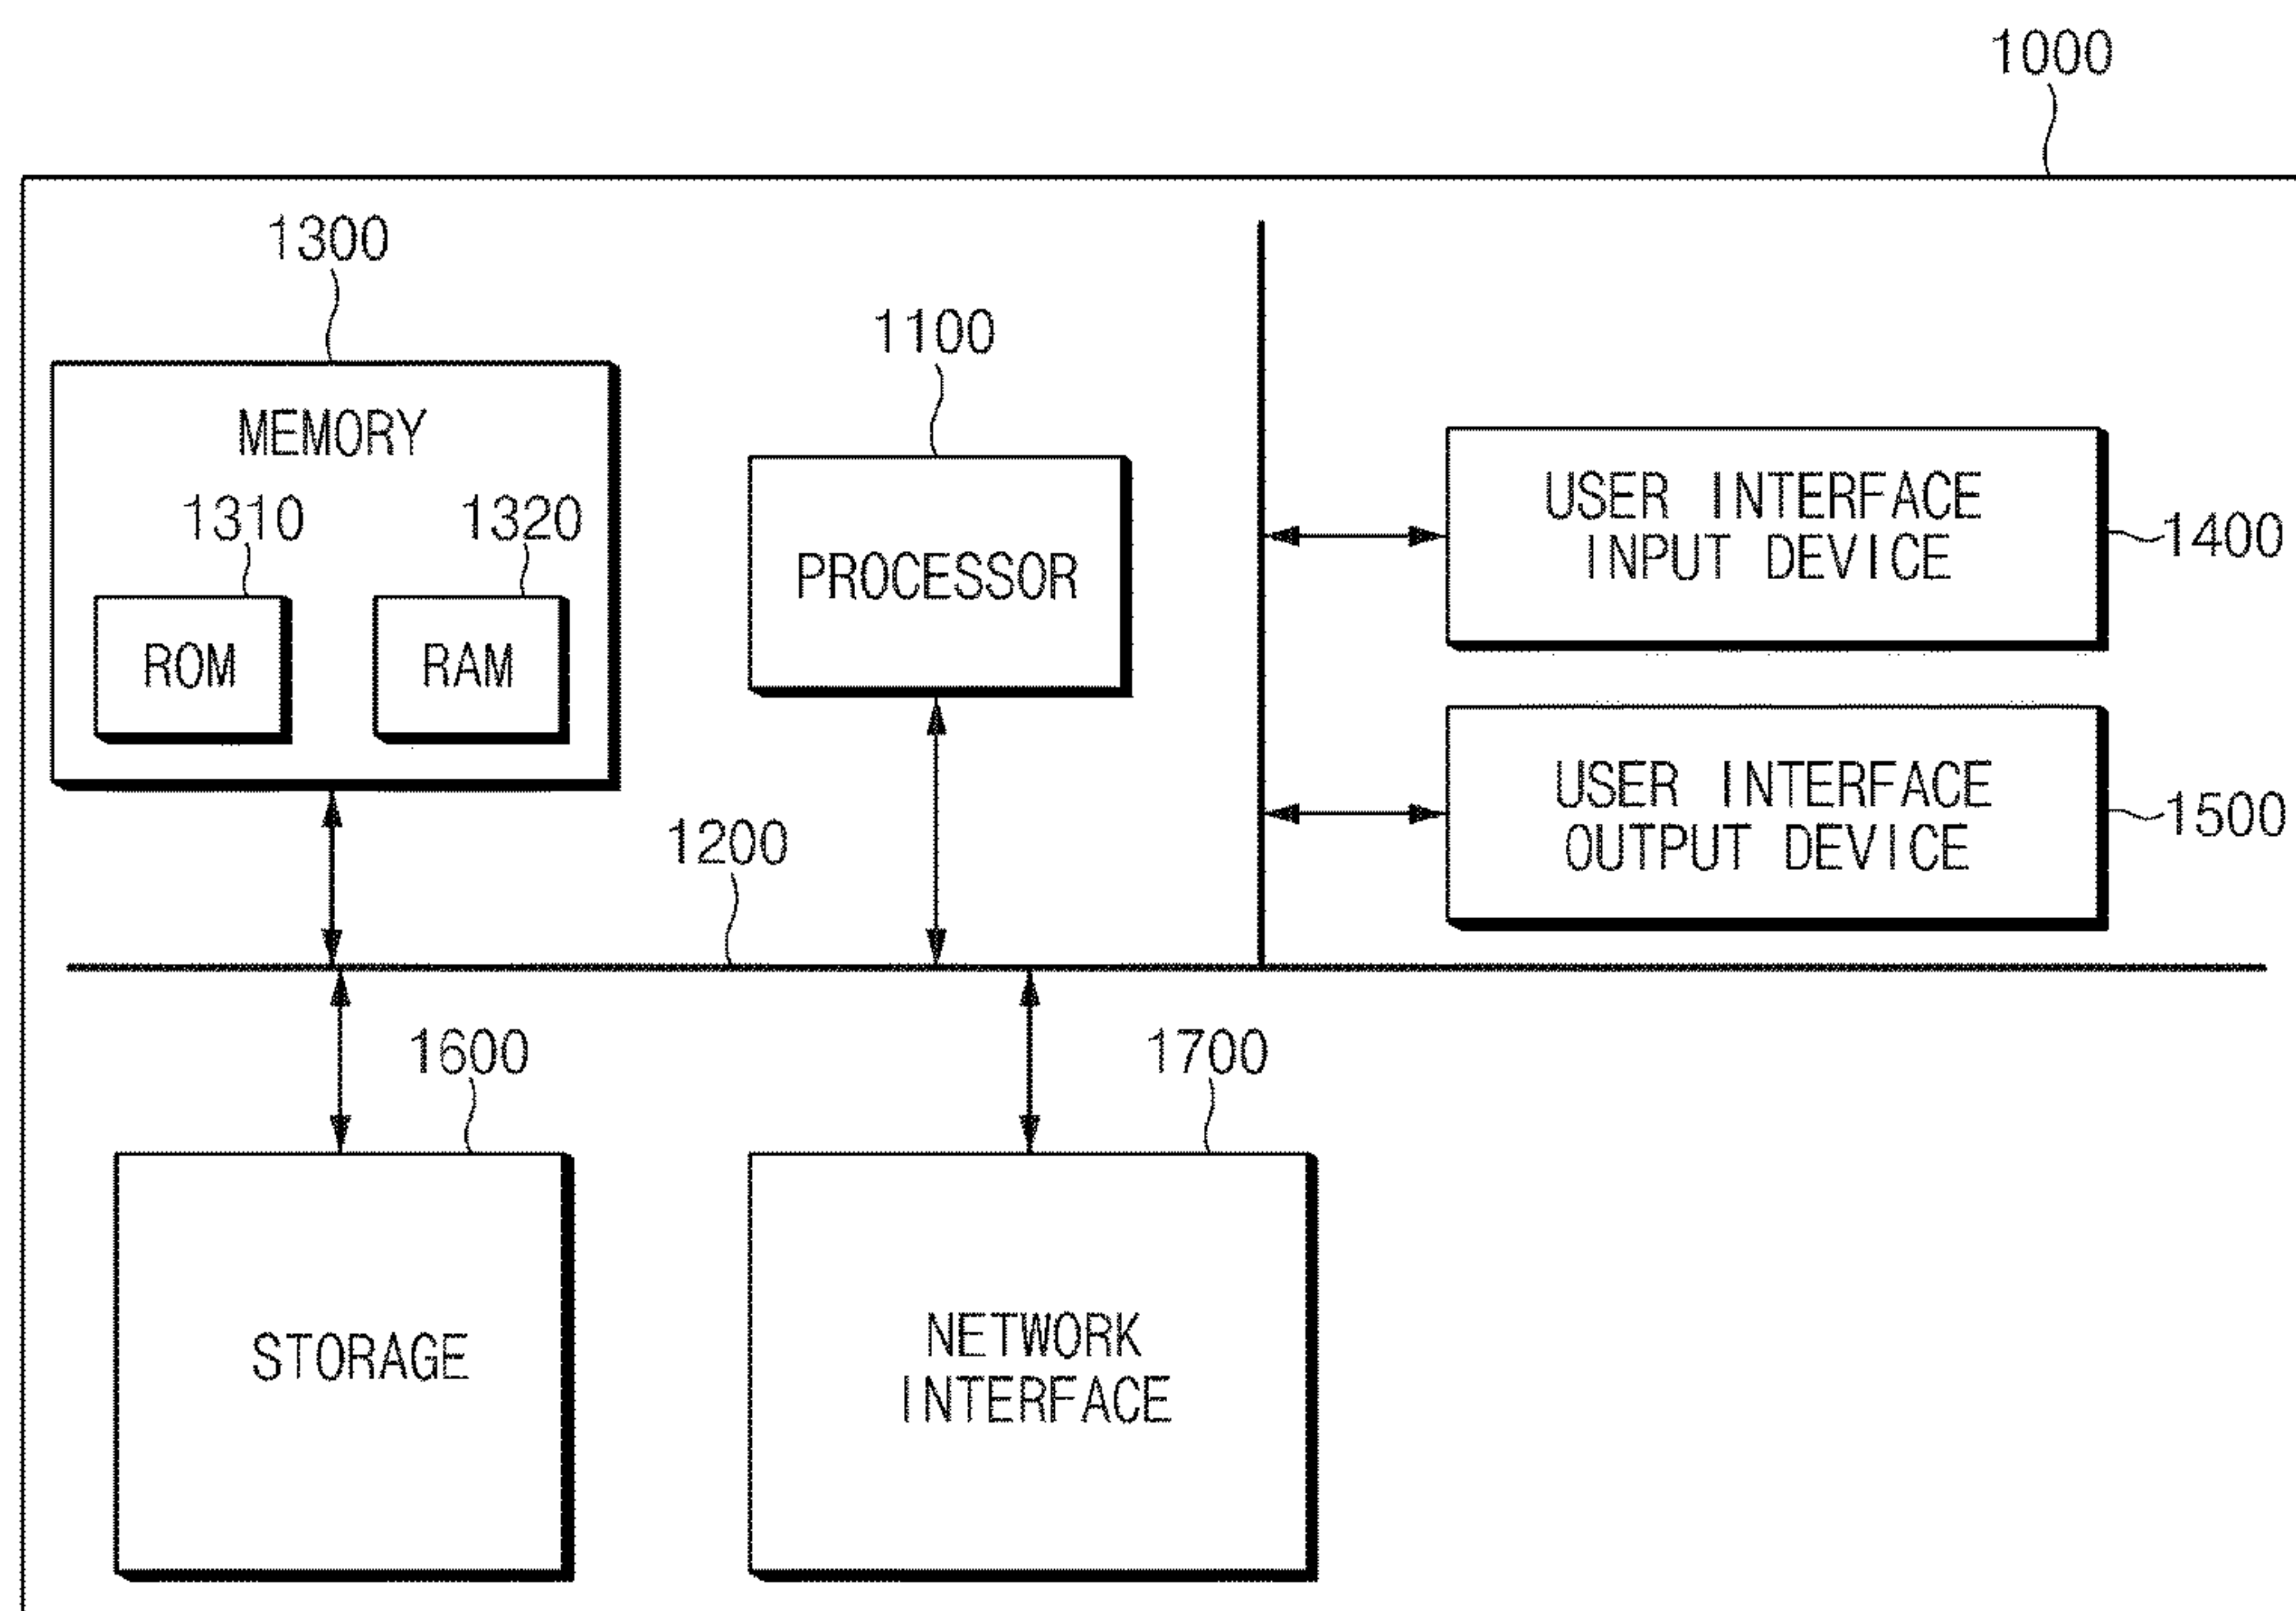 1000
1300
1100
MEMORY
1310
1320
ROM
RAM
PROCESSOR
USER INTERFACE
INPUT DEVICE
1400
USER INTERFACE
OUTPUT DEVICE
1500
1200
1600
1700
STORAGE
NETWORK
INTERFACE